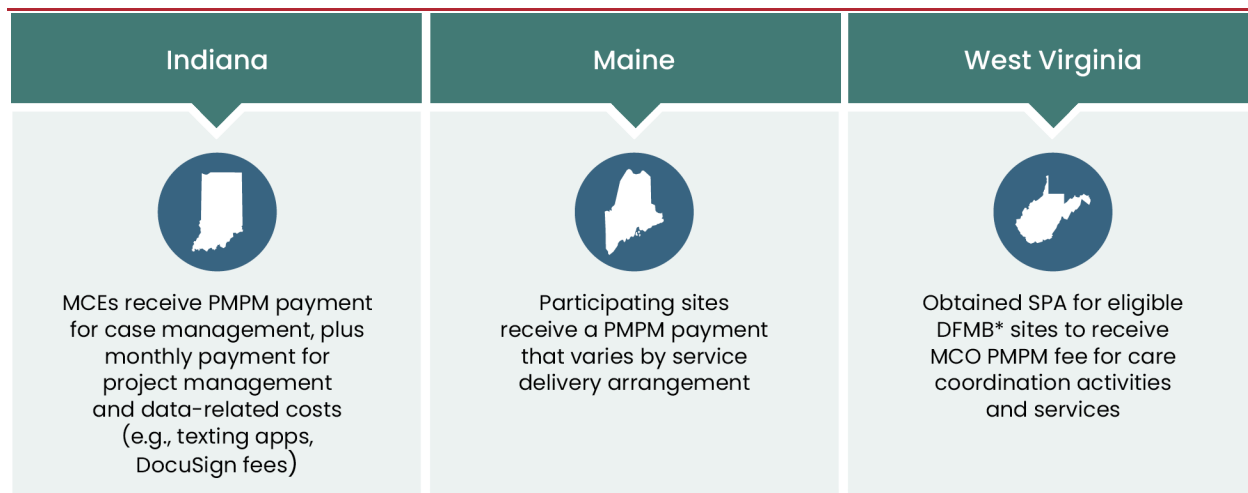 Indiana
MCEs receive PMPM payment
for case management, plus
monthly payment for
project management
and data-related costs
(e.g., texting apps,
DocuSign fees)
Maine
Participating sites
receive a PMPM payment
that varies by service
delivery arrangement
West Virginia
Obtained SPA for eligible
DFMB* sites to receive
MCO PMPM fee for care
coordination activities
and services